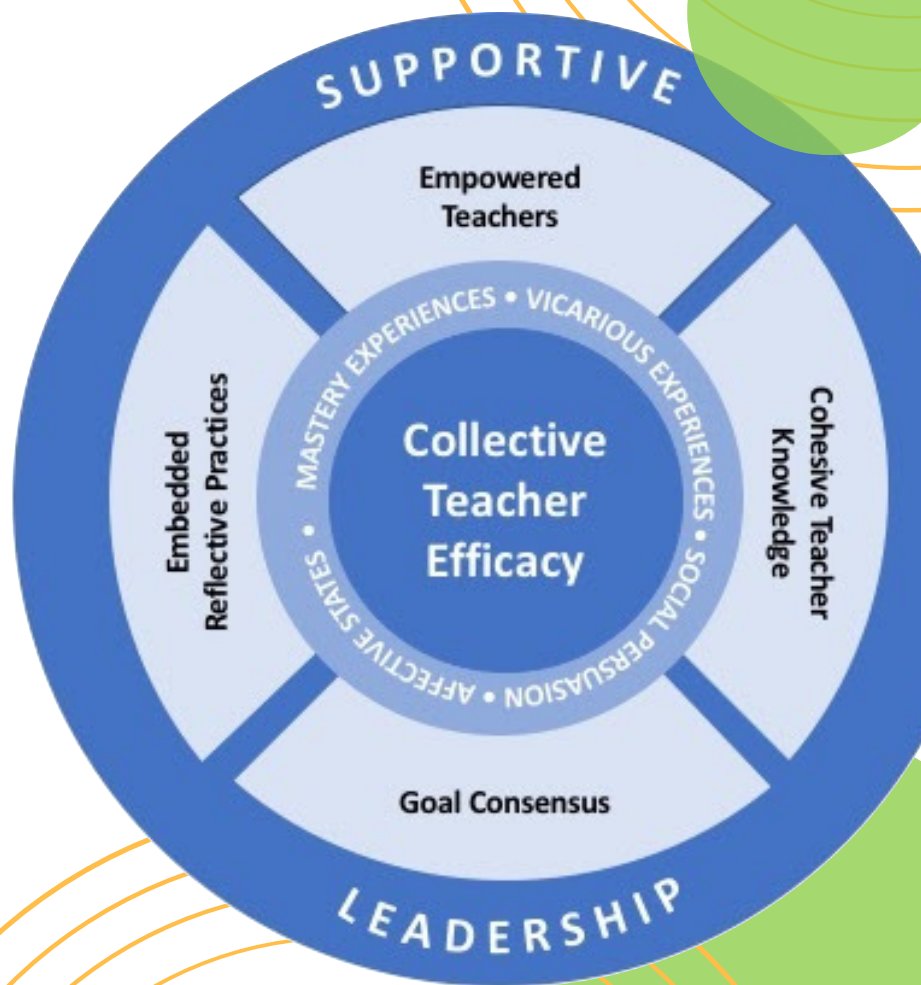 SUPPORTIVE
Empowered
Teachers
Cohesive Teacher
Knowledge
Goal Consensus
Embedded
Reflective Practices
MASTERY EXPERIENCES • VICARIOUS EXPERIENCES • SOCIAL PERSUASION • AFFECTIVE STATES •
Collective
Teacher
Efficacy
LEADERSHIP